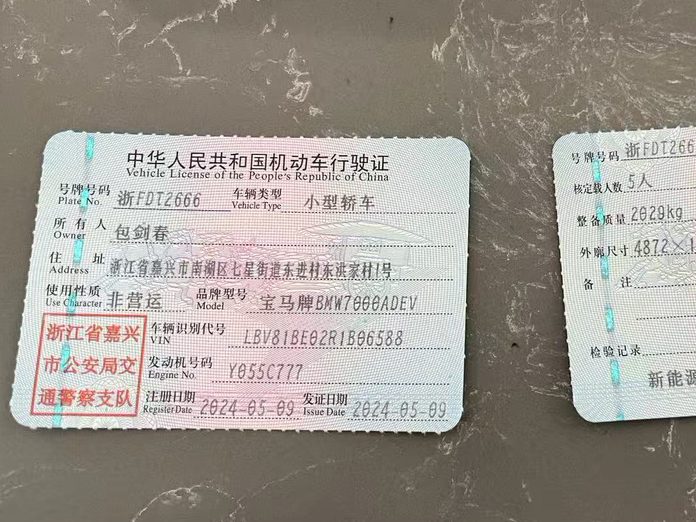 中华人民共和国机动车行驶证
Vehicle License of the People's Republic of China
号牌号码 浙FDT2666 车辆类型 小型轿车
Plate No. Vehicle Type
所有人 包剑春
Owner
住址 浙江省嘉兴市南湖区七星街道东进村东洪家村1号
Address
使用性质 非营运 品牌型号 宝马牌BMW7000ADEV
Use Character Model
浙江省嘉兴
市公安局交
通警察支队
车辆识别代号 LBV81BE02R1B06588
VIN
发动机号码 Y055C777
Engine No.
注册日期 2024-05-09 发证日期 2024-05-09
Register Date Issue Date
号牌号码 浙FDT266
核定载人数 5人
整备质量 2029kg
外廓尺寸 4872×1
备注
检验记录
新能源